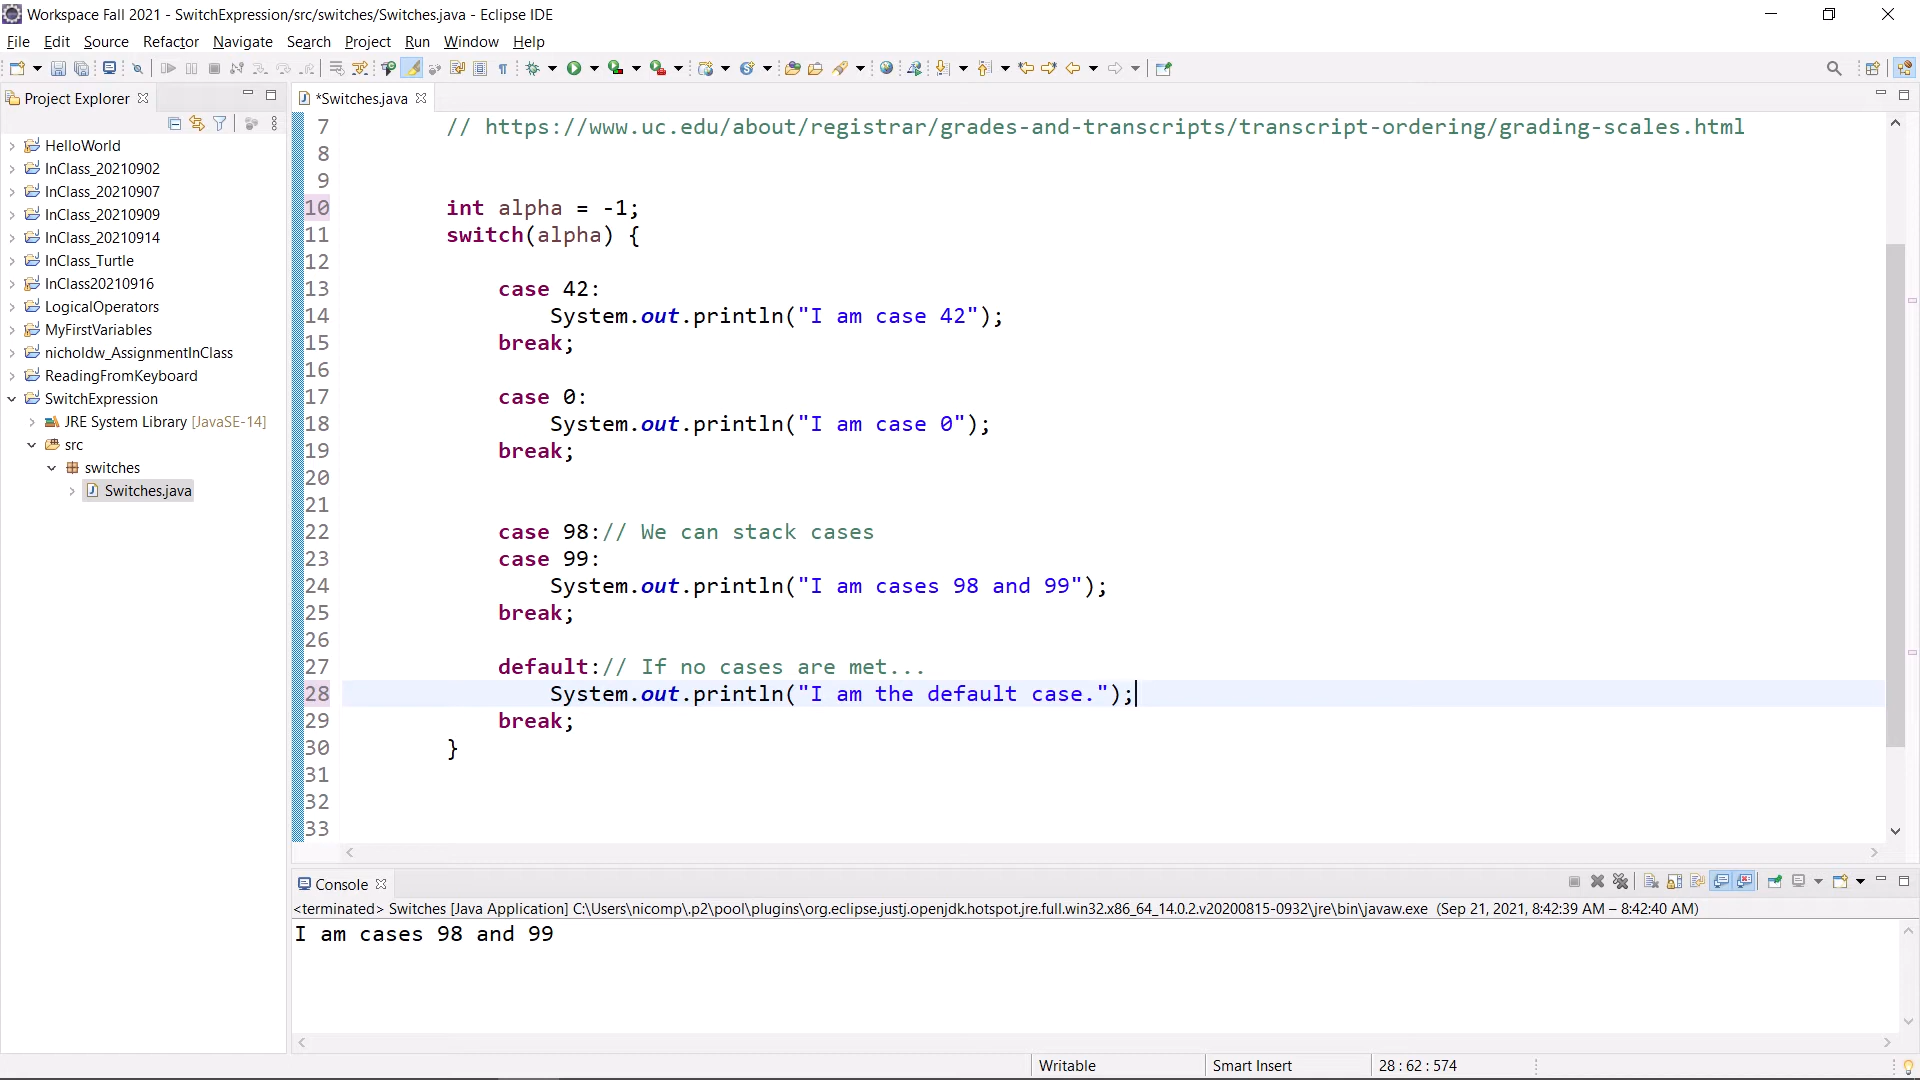 Workspace Fall 2021 - SwitchExpression/src/switches/Switches.java - Eclipse IDE
File Edit Source Refactor Navigate Search Project Run Window Help
Project Explorer
HelloWorld
InClass_20210902
InClass_20210907
InClass_20210909
InClass_20210914
InClass_Turtle
InClass20210916
LogicalOperators
MyFirstVariables
nicholdw_AssignmentInClass
ReadingFromKeyboard
SwitchExpression
JRE System Library [JavaSE-14]
src
switches
Switches.java
*Switches.java
7 // https://www.uc.edu/about/registrar/grades-and-transcripts/transcript-ordering/grading-scales.html
8
9
10 int alpha = -1;
11 switch(alpha) {
12
13 case 42:
14 System.out.println("I am case 42");
15 break;
16
17 case 0:
18 System.out.println("I am case 0");
19 break;
20
21
22 case 98:// We can stack cases
23 case 99:
24 System.out.println("I am cases 98 and 99");
25 break;
26
27 default:// If no cases are met...
28 System.out.println("I am the default case.");
29 break;
30 }
31
32
33
Console
<terminated> Switches [Java Application] C:\Users\nicomp\.p2\pool\plugins\org.eclipse.justj.openjdk.hotspot.jre.full.win32.x86_64_14.0.2.v20200815-0932\jre\bin\javaw.exe (Sep 21, 2021, 8:42:39 AM – 8:42:40 AM)
I am cases 98 and 99
Writable Smart Insert 28 : 62 : 574